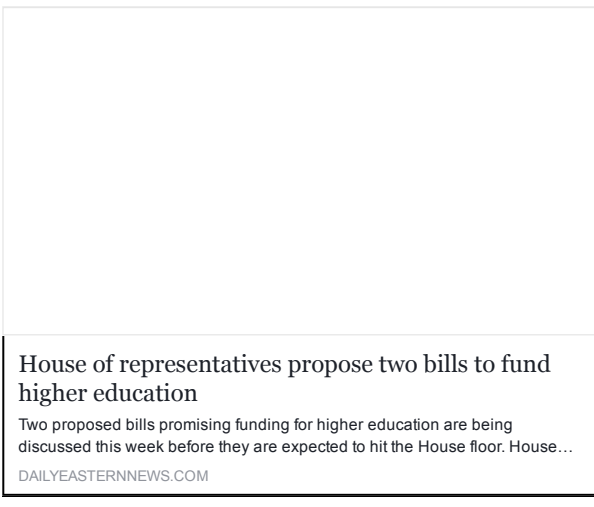 House of representatives propose two bills to fund
higher education
Two proposed bills promising funding for higher education are being
discussed this week before they are expected to hit the House floor. House…
DAILYEASTERNNEWS.COM